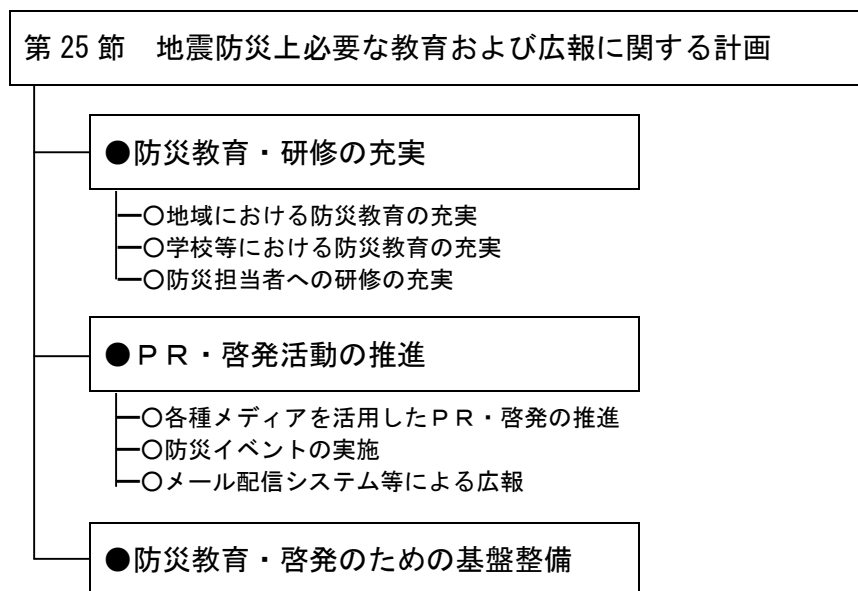 第25節　地震防災上必要な教育および広報に関する計画
●防災教育・研修の充実
○地域における防災教育の充実
○学校等における防災教育の充実
○防災担当者への研修の充実
●ＰＲ・啓発活動の推進
○各種メディアを活用したＰＲ・啓発の推進
○防災イベントの実施
○メール配信システム等による広報
●防災教育・啓発のための基盤整備